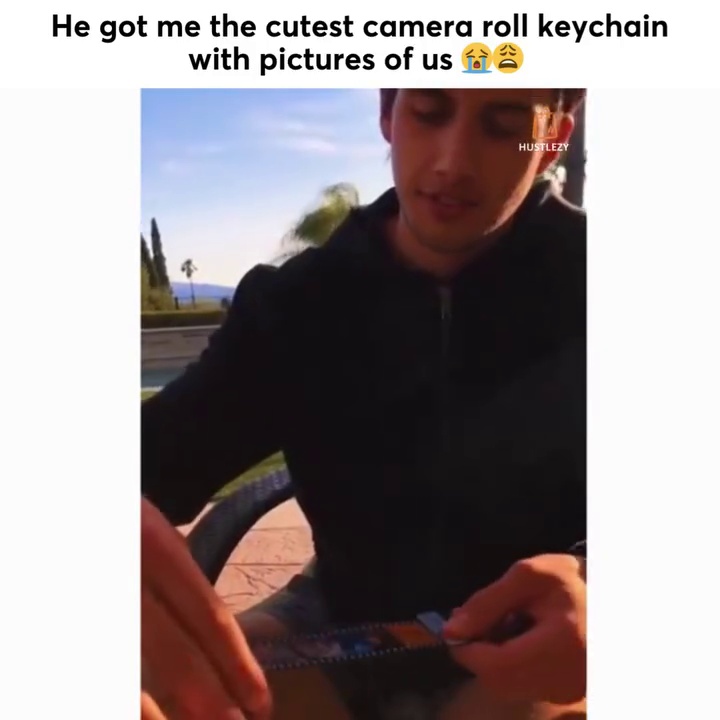 He got me the cutest camera roll keychain
with pictures of us 😭😩
HUSTLEZY